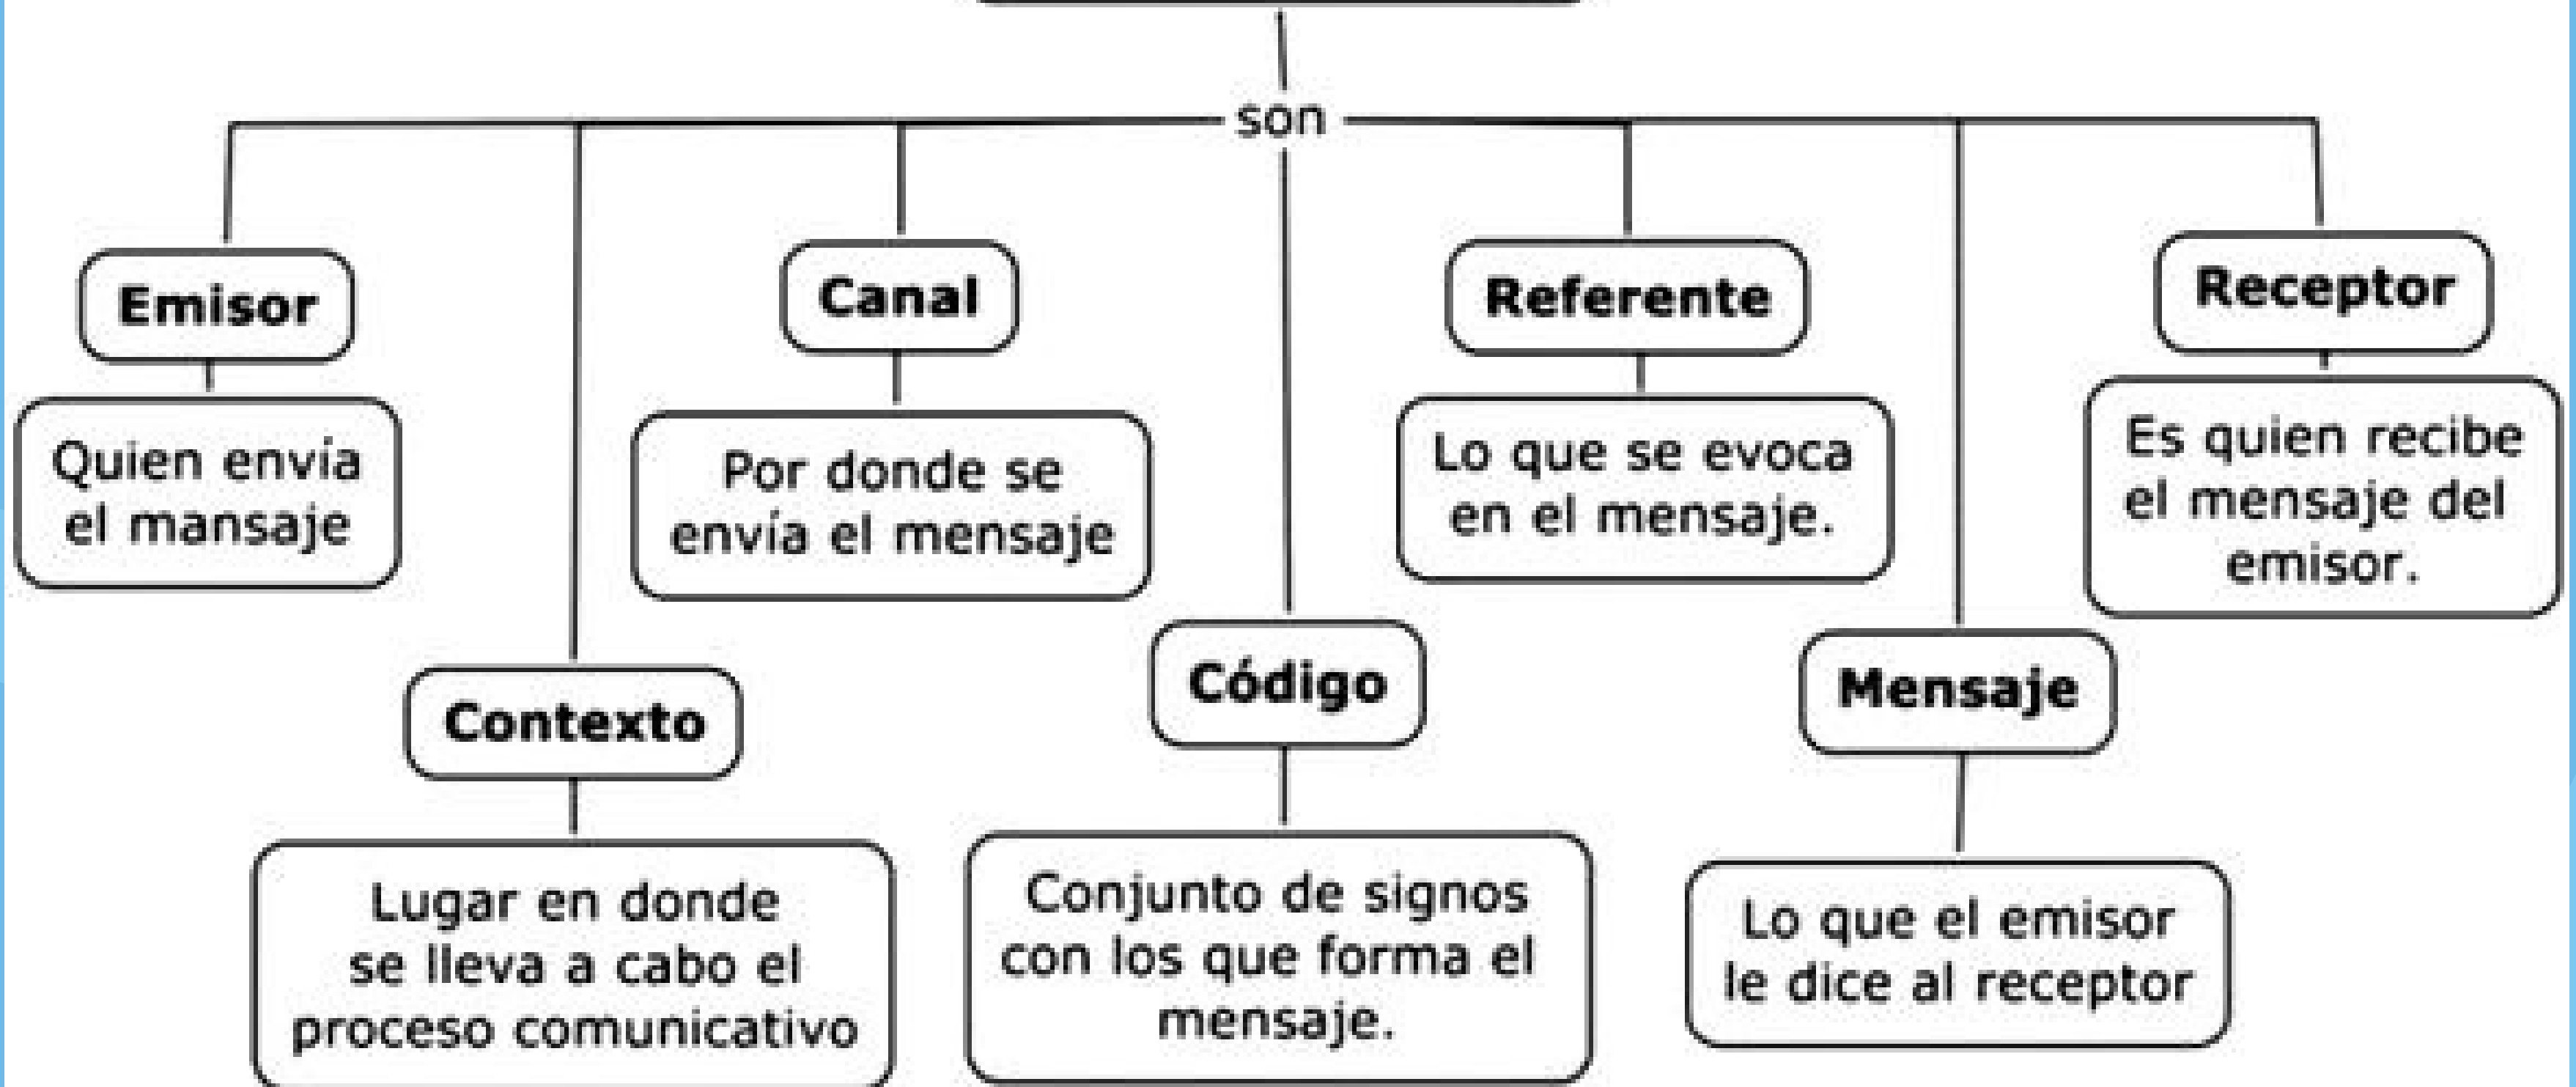 son
Emisor
Quien envía
el mansaje
Canal
Por donde se
envía el mensaje
Referente
Lo que se evoca
en el mensaje.
Receptor
Es quien recibe
el mensaje del
emisor.
Contexto
Lugar en donde
se lleva a cabo el
proceso comunicativo
Código
Conjunto de signos
con los que forma el
mensaje.
Mensaje
Lo que el emisor
le dice al receptor